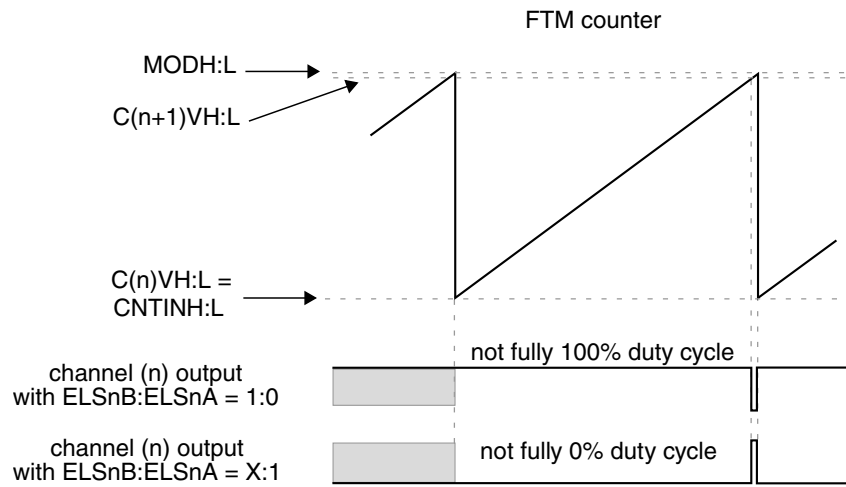 FTM counter
MODH:L
C(n+1)VH:L
C(n)VH:L =
CNTINH:L
not fully 100% duty cycle
channel (n) output
with ELSnB:ELSnA = 1:0
channel (n) output
with ELSnB:ELSnA = X:1
not fully 0% duty cycle